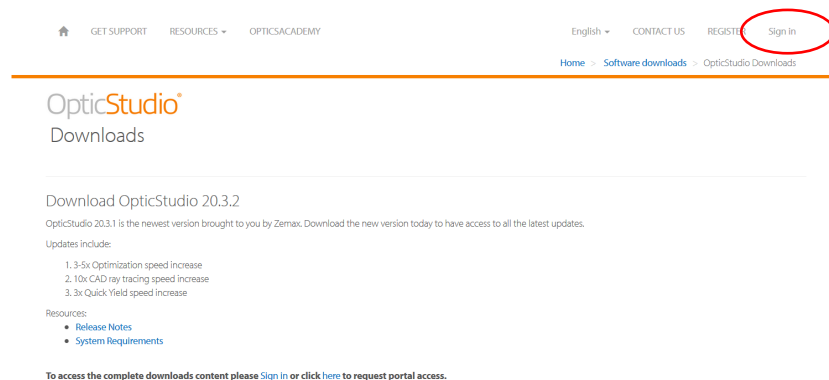 GET SUPPORT RESOURCES OPTICSACADEMY English CONTACT US REGISTER Sign in
Home > Software downloads > OpticStudio Downloads
OpticStudio®
Downloads
Download OpticStudio 20.3.2
OpticStudio 20.3.1 is the newest version brought to you by Zemax. Download the new version today to have access to all the latest updates.
Updates include:
1. 3-5x Optimization speed increase
2. 10x CAD ray tracing speed increase
3. 3x Quick Yield speed increase
Resources:
• Release Notes
• System Requirements
To access the complete downloads content please Sign in or click here to request portal access.